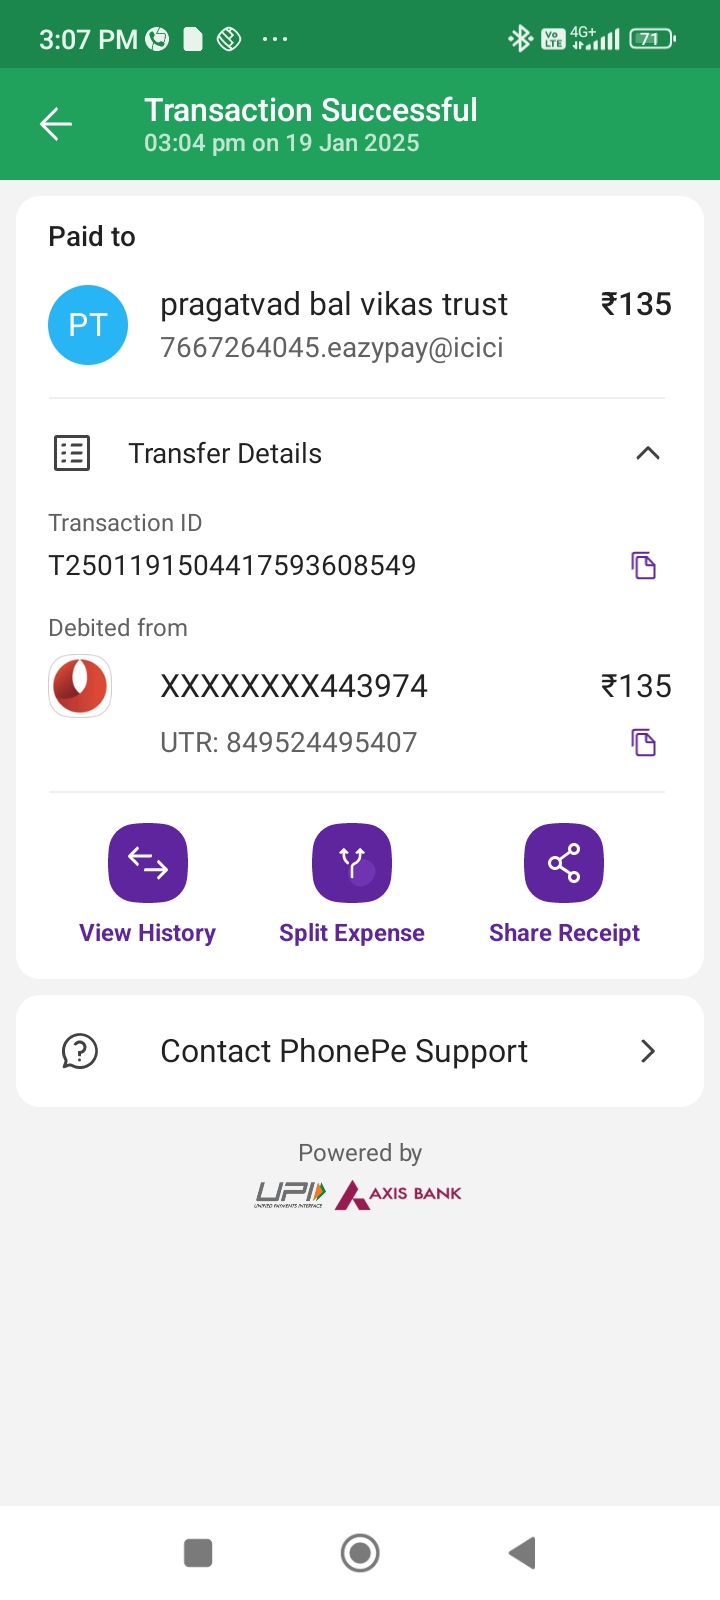 3:07 PM
Vo LTE 4G+ 71
Transaction Successful
03:04 pm on 19 Jan 2025
Paid to
PT
pragatvad bal vikas trust ₹135
7667264045.eazypay@icici
Transfer Details
Transaction ID
T2501191504417593608549
Debited from
XXXXXXXX443974 ₹135
UTR: 849524495407
View History Split Expense Share Receipt
Contact PhonePe Support
Powered by
UPI AXIS BANK
UNIFIED PAYMENTS INTERFACE